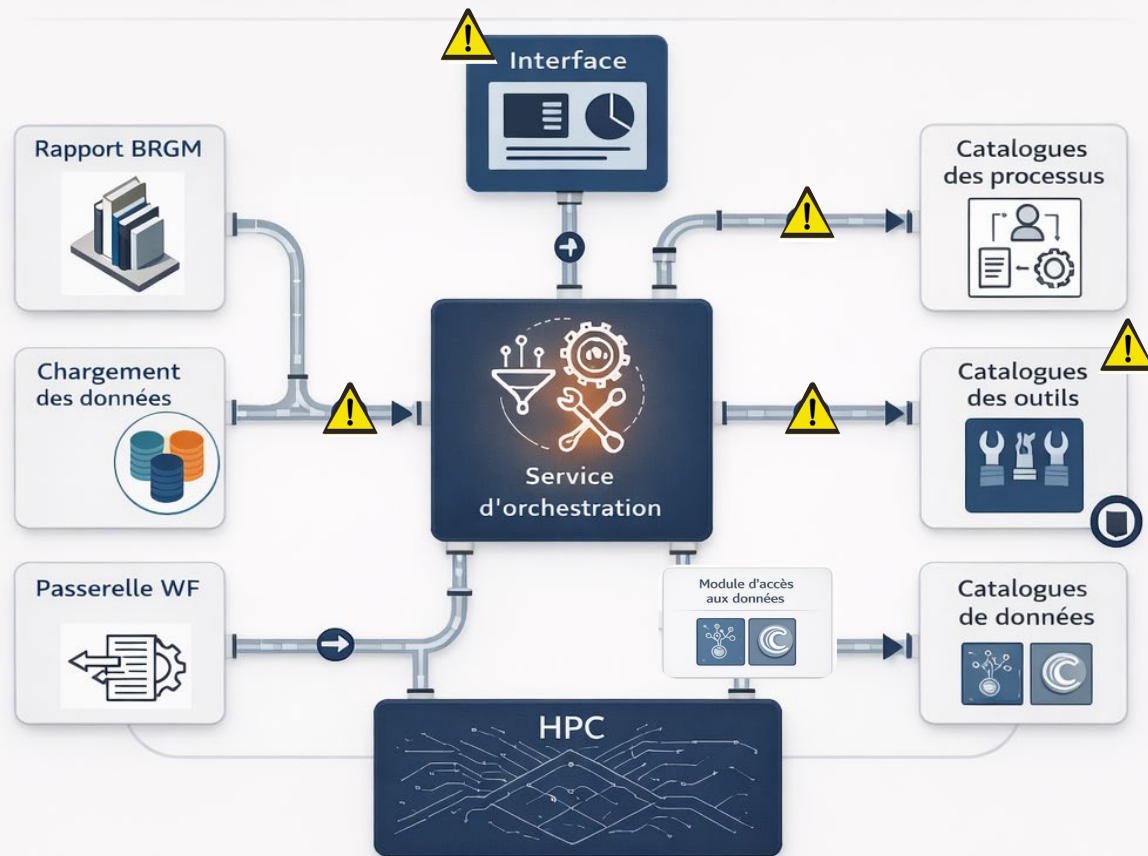 Interface
Rapport BRGM
Catalogues
des processus
Chargement
des données
Catalogues
des outils
Service
d'orchestration
Passerelle WF
Module d'accès
aux données
Catalogues
de données
HPC